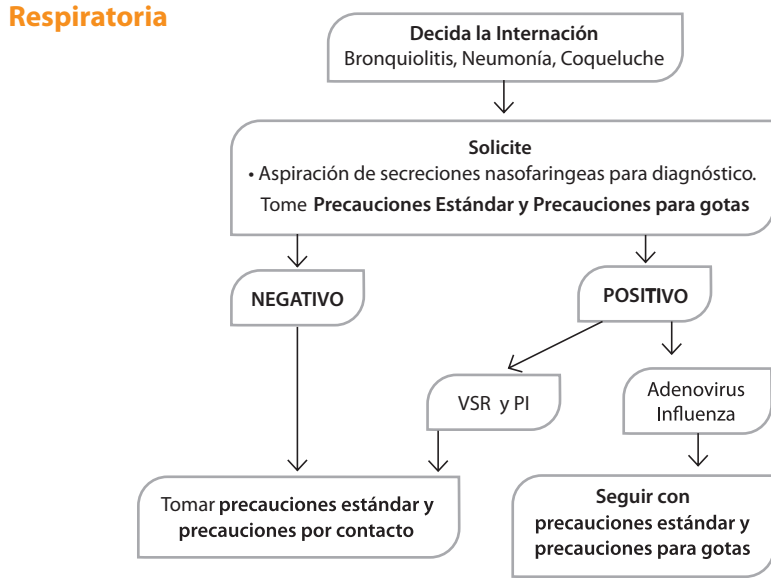 Respiratoria
Decida la Internación
Bronquiolitis, Neumonía, Coqueluche
Solicite
• Aspiración de secreciones nasofaringeas para diagnóstico.
Tome Precauciones Estándar y Precauciones para gotas
NEGATIVO
POSITIVO
VSR y PI
Adenovirus
Influenza
Tomar precauciones estándar y
precauciones por contacto
Seguir con
precauciones estándar y
precauciones para gotas